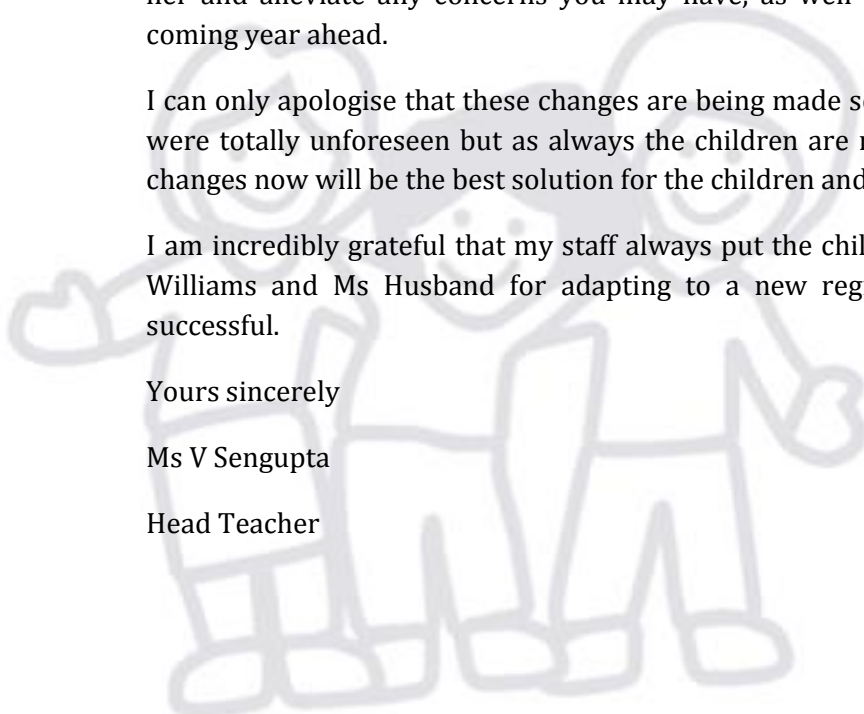 her and alleviate any concerns you may have, as well
coming year ahead.
I can only apologise that these changes are being made
were totally unforeseen but as always the children are
changes now will be the best solution for the children and
I am incredibly grateful that my staff always put the
Williams and Ms Husband for adapting to a new
successful.
Yours sincerely
Ms V Sengupta
Head Teacher